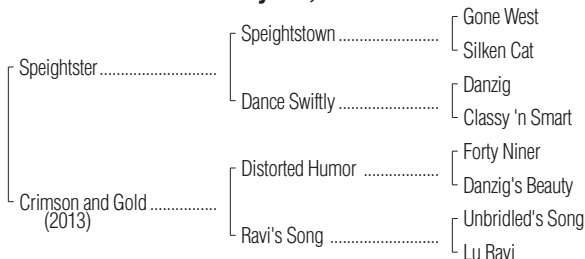 Gone West
Speightstown
Silken Cat
Speightster
Danzig
Dance Swiftly
Classy 'n Smart
Forty Niner
Distorted Humor
Danzig's Beauty
Crimson and Gold
(2013)
Unbridled's Song
Ravi's Song
Lu Ravi